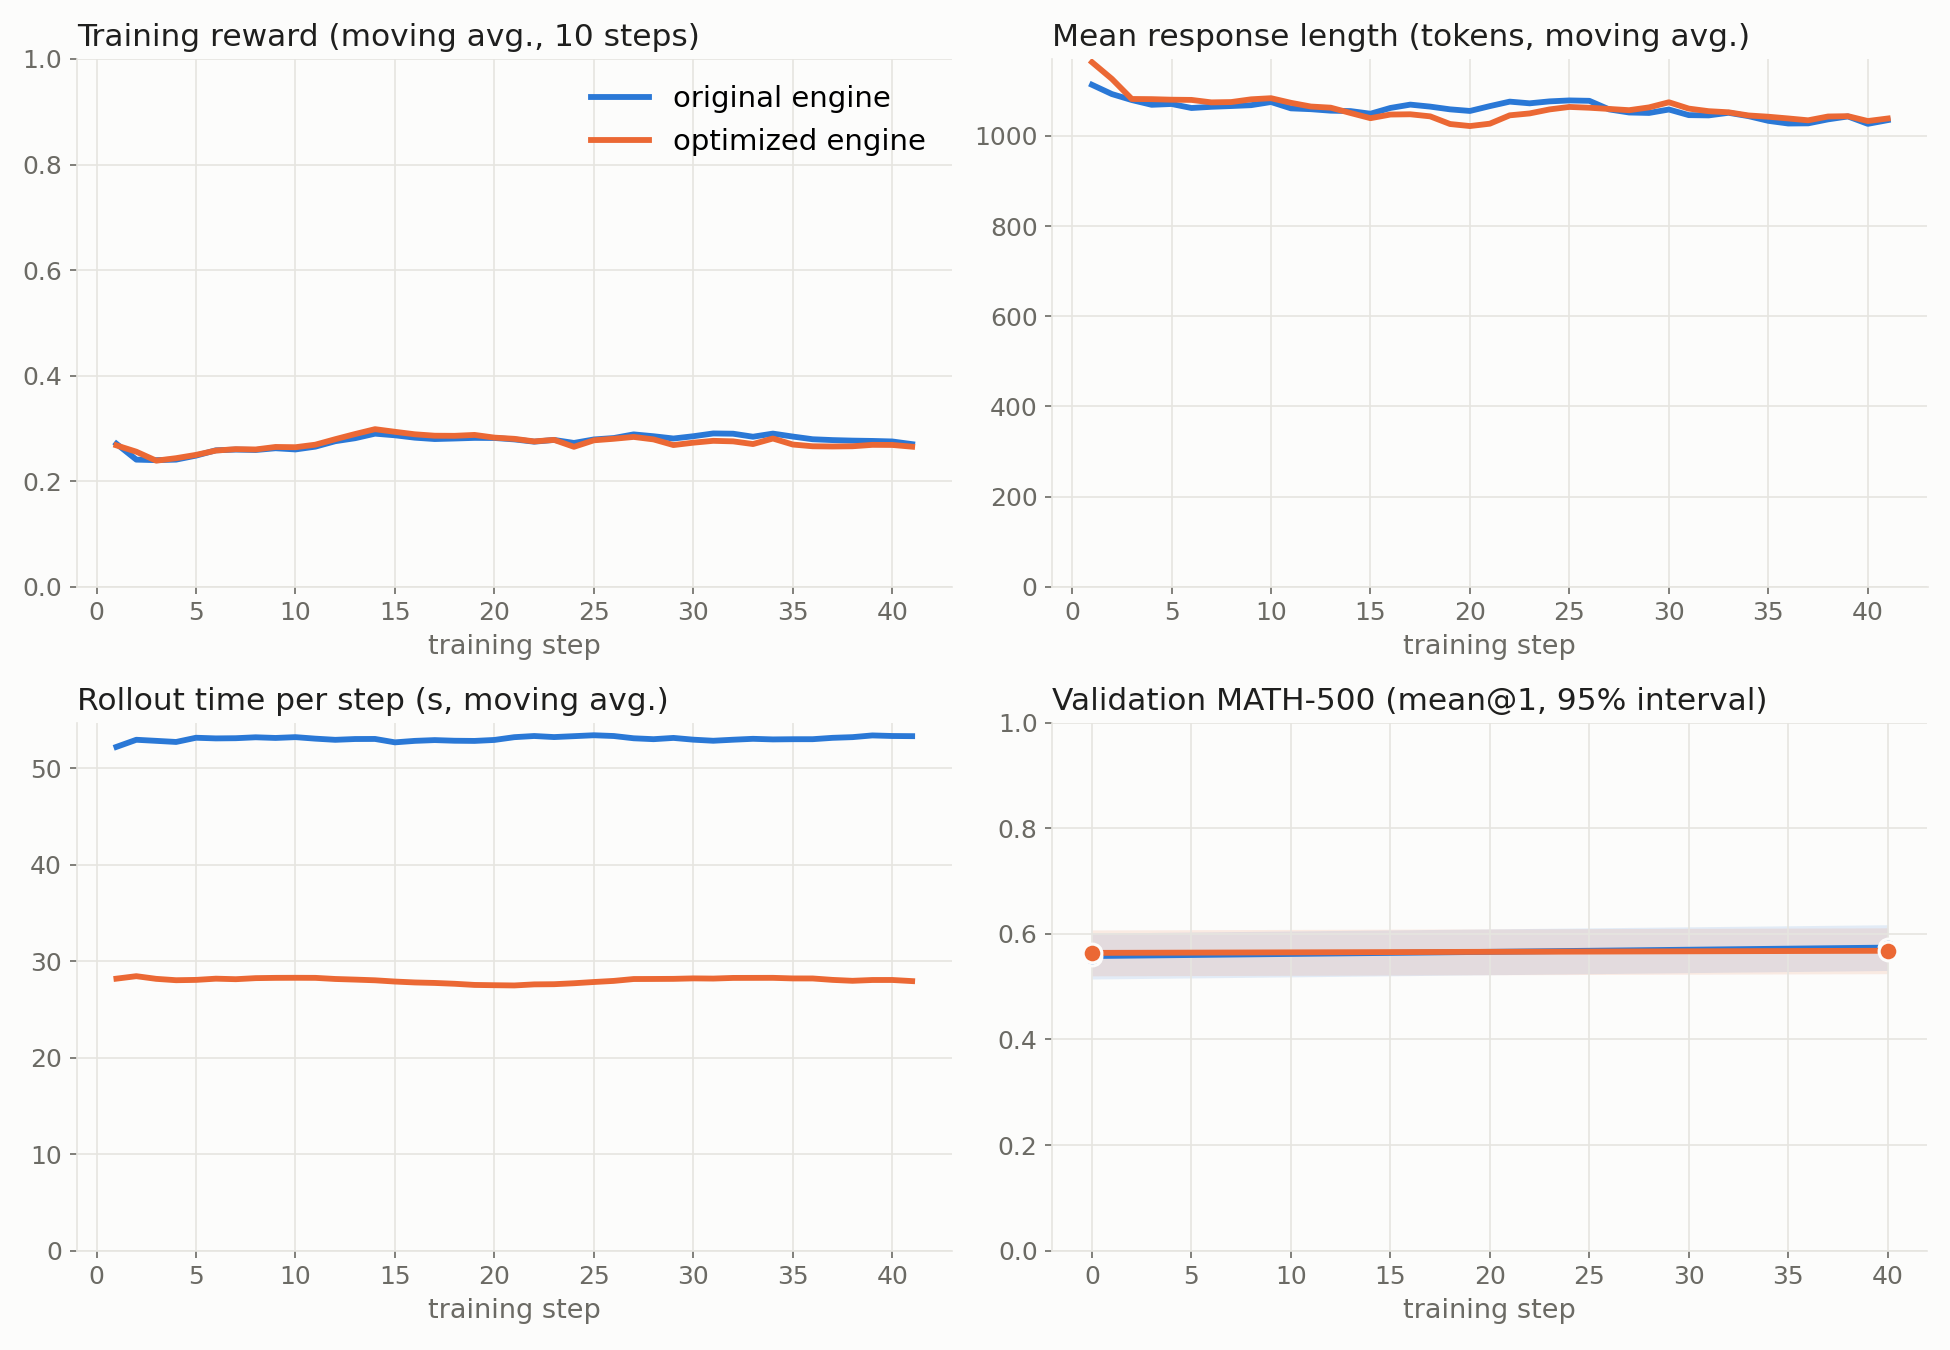 Training reward (moving avg., 10 steps)
1.0
0.8
0.6
0.4
0.2
0.0
original engine
optimized engine
0 5 10 15 20 25 30 35 40
training step
Mean response length (tokens, moving avg.)
1000
800
600
400
200
0
0 5 10 15 20 25 30 35 40
training step
Rollout time per step (s, moving avg.)
50
40
30
20
10
0
0 5 10 15 20 25 30 35 40
training step
Validation MATH-500 (mean@1, 95% interval)
1.0
0.8
0.6
0.4
0.2
0.0
0 5 10 15 20 25 30 35 40
training step